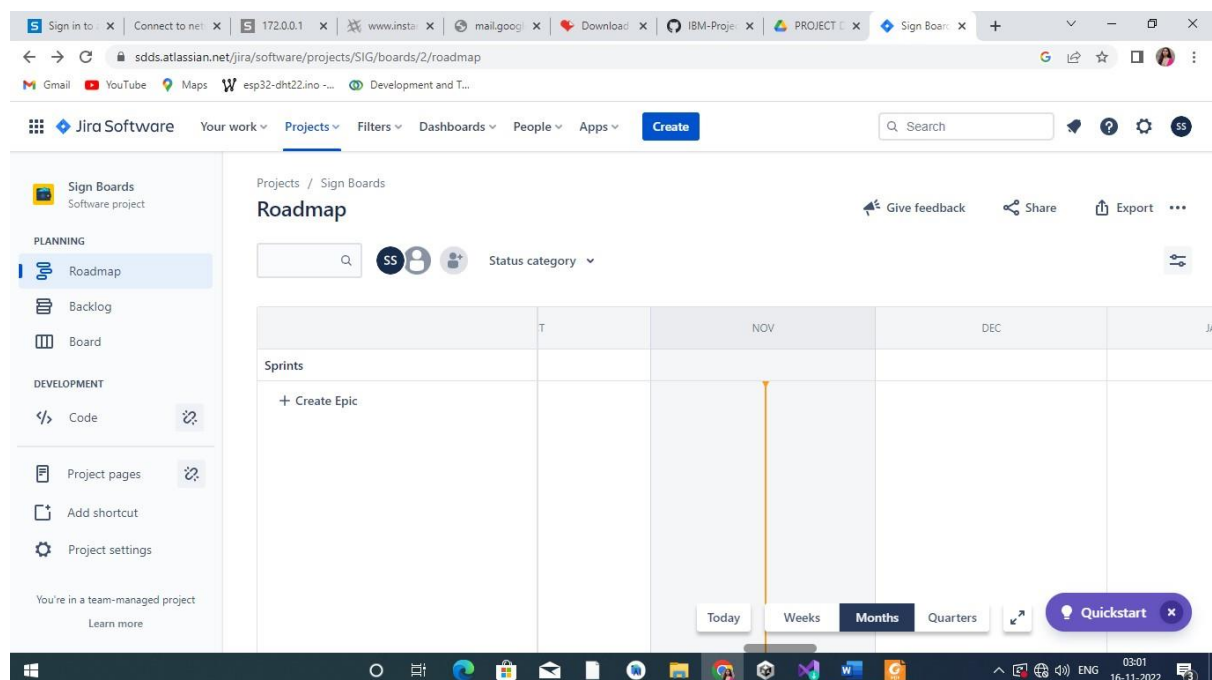 Sign in to Connect to net 172.0.0.1 www.insta mail.googl Download IBM-Projec PROJECT Sign Boar
sdds.atlassian.net/jira/software/projects/SIG/boards/2/roadmap
Gmail YouTube Maps esp32-dht22.ino -... Development and T...
Jira Software Your work Projects Filters Dashboards People Apps Create Search SS
Sign Boards
Software project
Projects / Sign Boards
Roadmap
Give feedback Share Export
PLANNING
Roadmap
Backlog
Board
DEVELOPMENT
Code
Project pages
Add shortcut
Project settings
You're in a team-managed project
Learn more
SS Status category
T NOV DEC JA
Sprints
+ Create Epic
Today Weeks Months Quarters Quickstart
ENG 03:01
16-11-2022